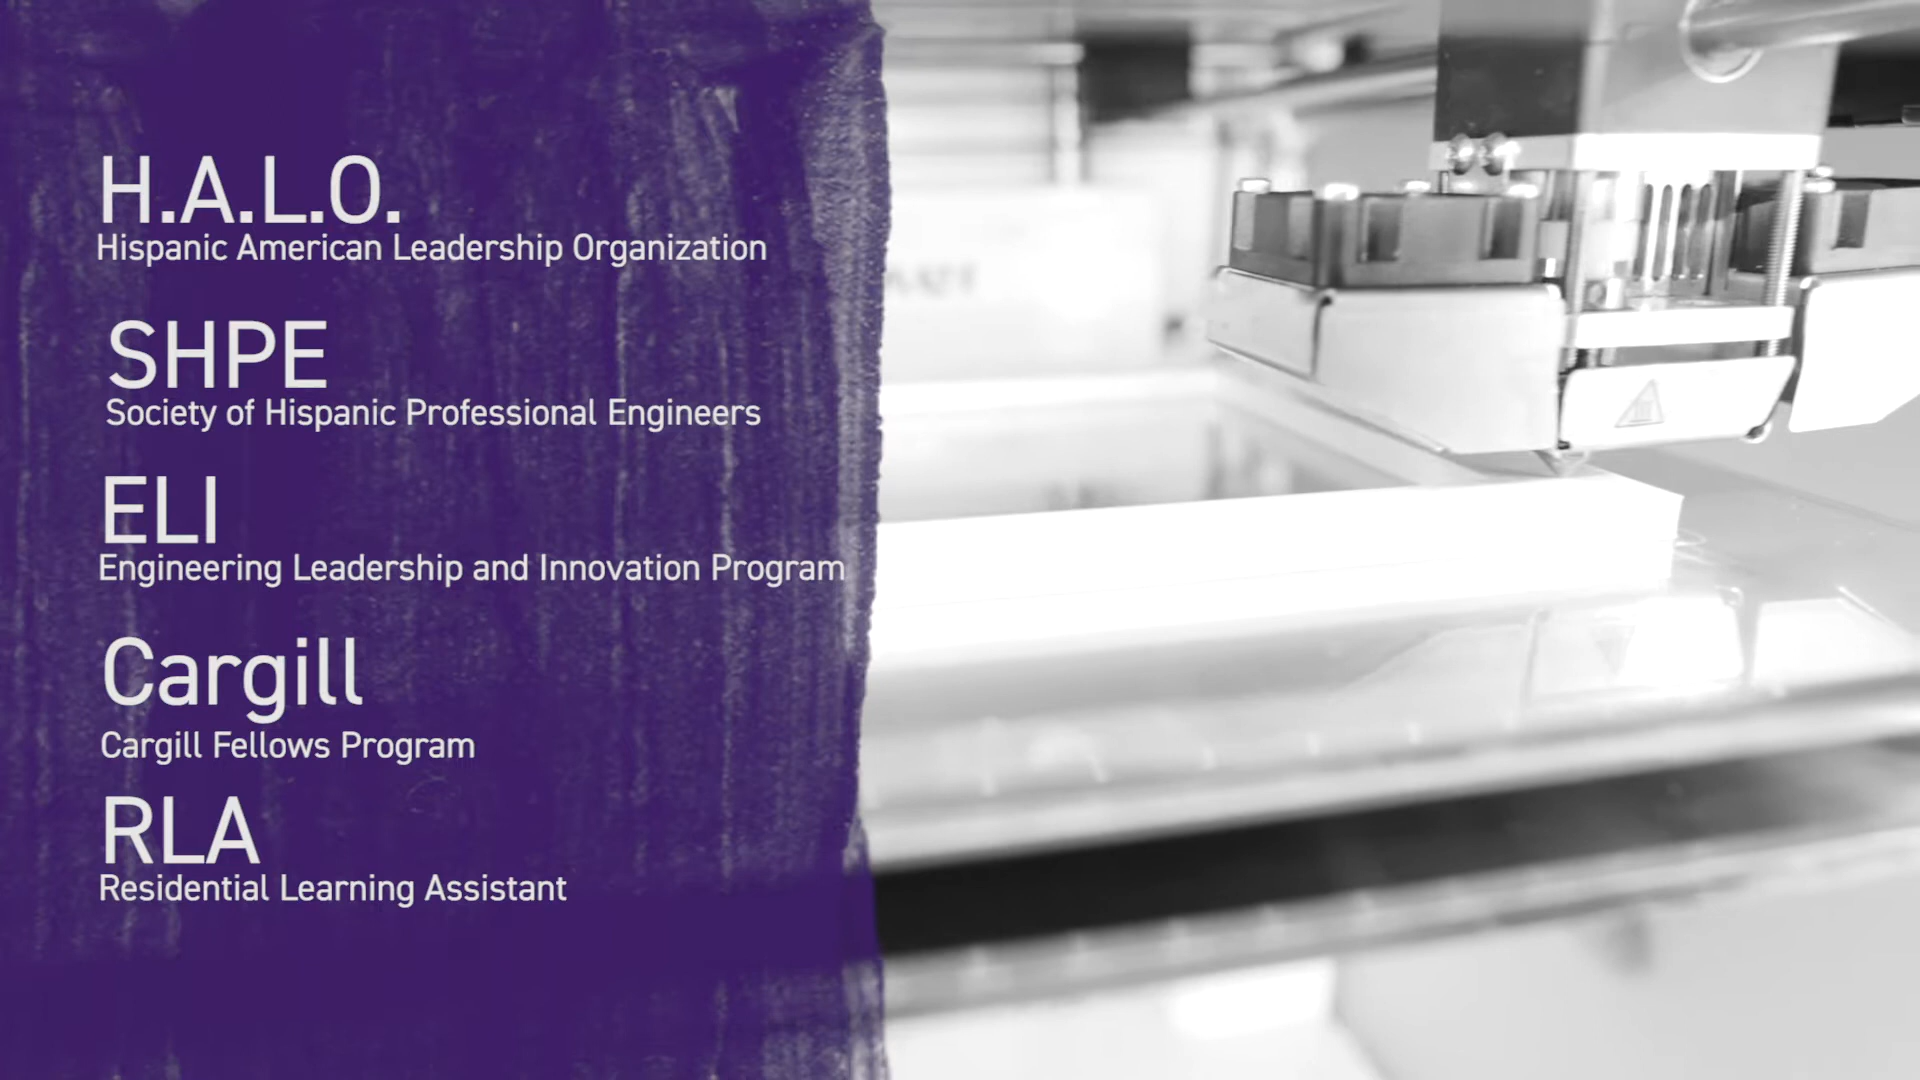 H.A.L.O.
Hispanic American Leadership Organization
SHPE
Society of Hispanic Professional Engineers
ELI
Engineering Leadership and Innovation Program
Cargill
Cargill Fellows Program
RLA
Residential Learning Assistant